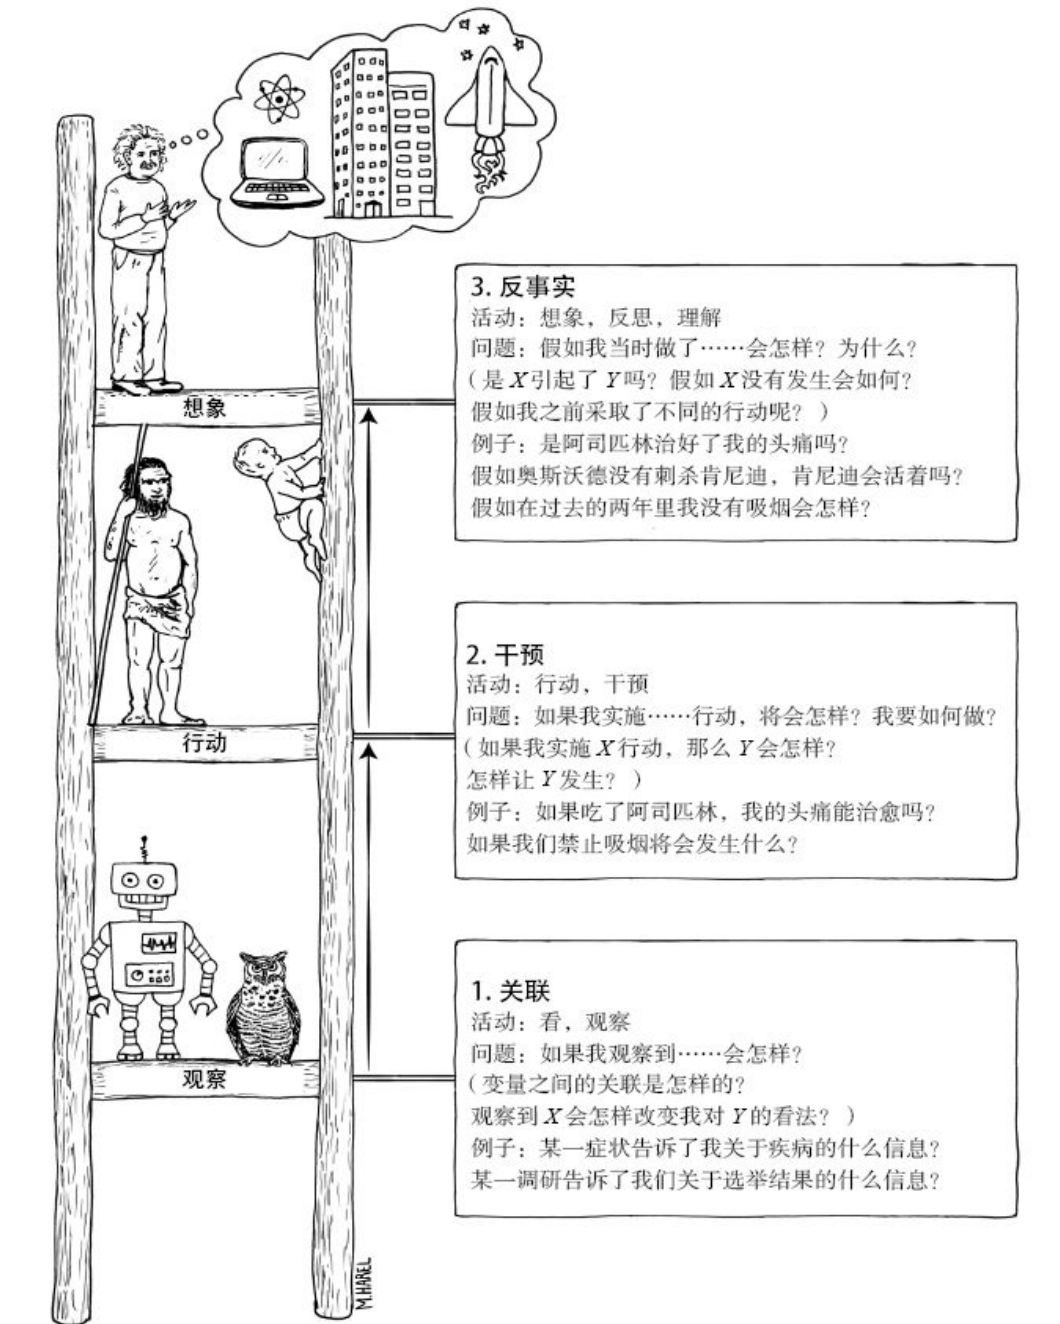 3. 反事实
活动：想象，反思，理解
问题：假如我当时做了……会怎样？为什么？
（是X引起了Y吗？假如X没有发生会如何？
假如我之前采取了不同的行动呢？）
例子：是阿司匹林治好了我的头痛吗？
假如奥斯沃德没有刺杀肯尼迪，肯尼迪会活着吗？
假如在过去的两年里我没有吸烟会怎样？
想象
2. 干预
活动：行动，干预
问题：如果我实施……行动，将会怎样？我要如何做？
（如果我实施X行动，那么Y会怎样？
怎样让Y发生？）
例子：如果吃了阿司匹林，我的头痛能治愈吗？
如果我们禁止吸烟将会发生什么？
行动
1. 关联
活动：看，观察
问题：如果我观察到……会怎样？
（变量之间的关联是怎样的？
观察到X会怎样改变我对Y的看法？）
例子：某一症状告诉了我关于疾病的什么信息？
某一调研告诉了我们关于选举结果的什么信息？
观察
M.HAREL